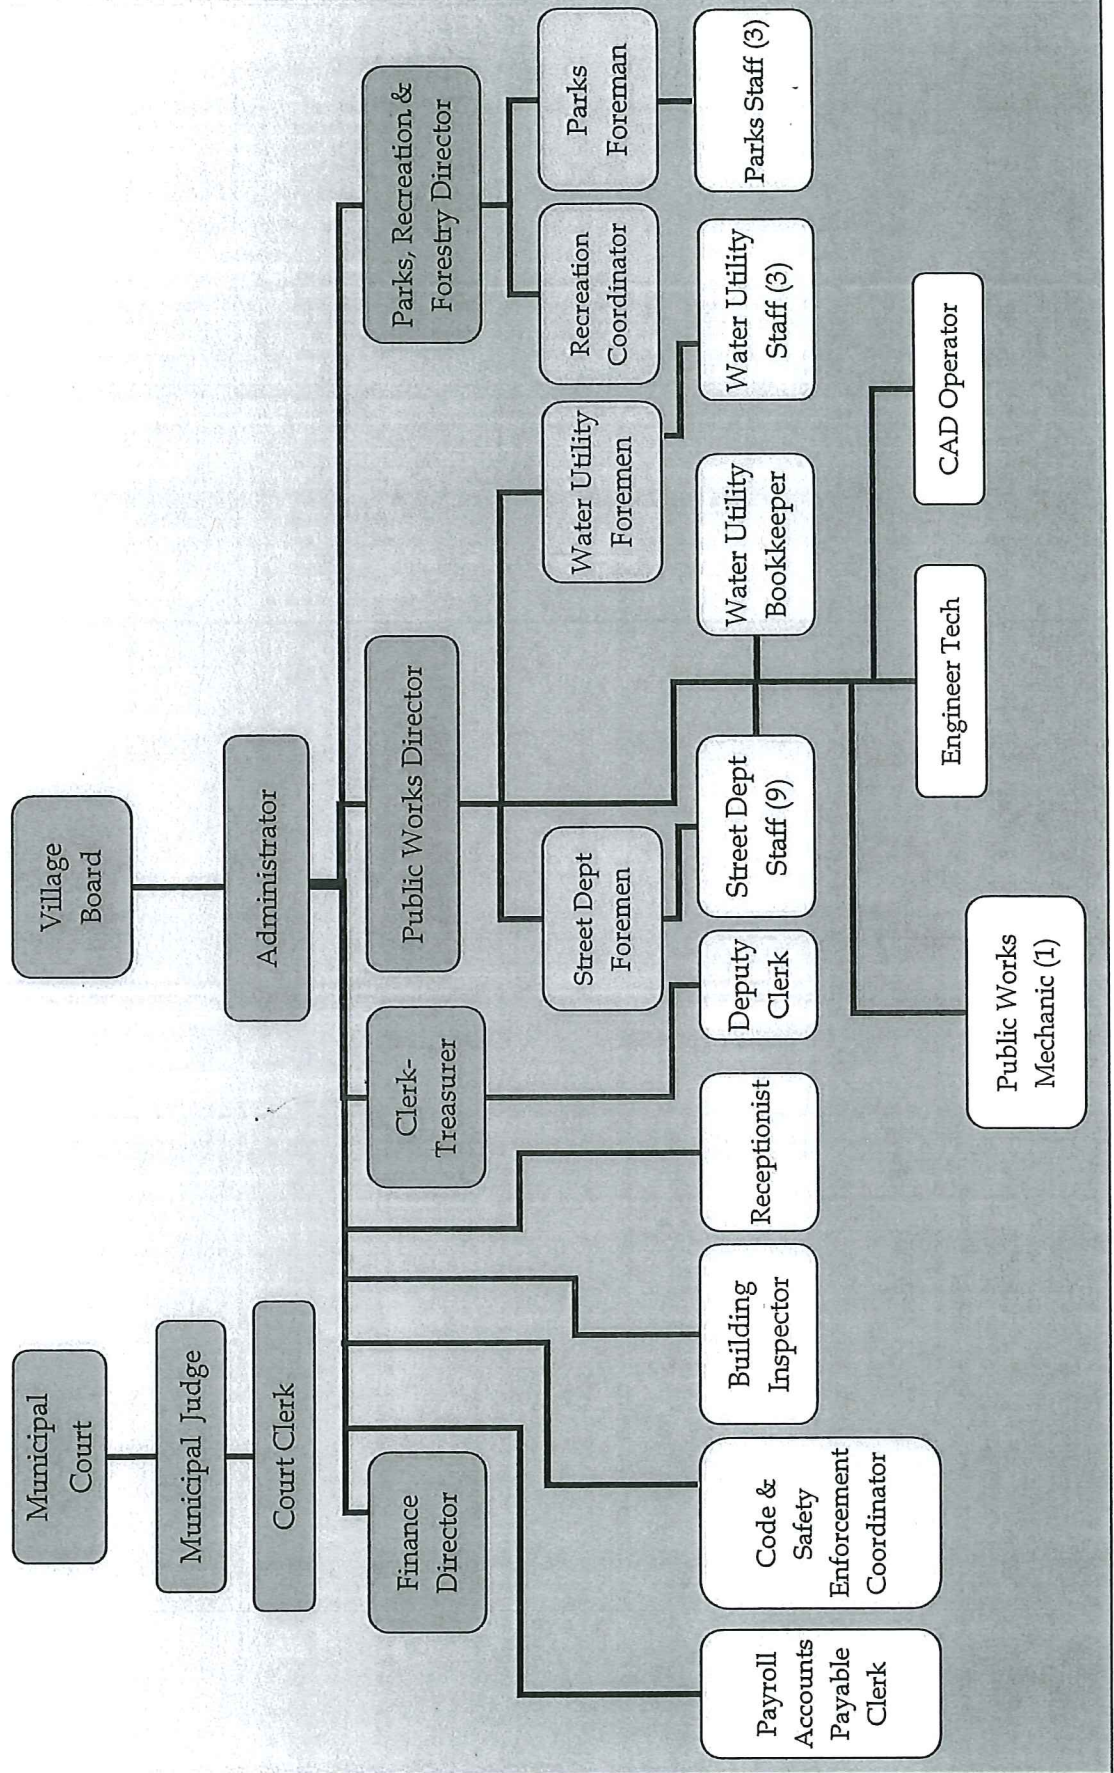 Municipal
Court
Village
Board
Municipal Judge
Court Clerk
Administrator
Finance
Director
Clerk-
Treasurer
Public Works Director
Parks, Recreation &
Forestry Director
Street Dept
Foremen
Water Utility
Foremen
Recreation
Coordinator
Parks
Foreman
Payroll
Accounts
Payable
Clerk
Code &
Safety
Enforcement
Coordinator
Building
Inspector
Receptionist
Deputy
Clerk
Street Dept
Staff (9)
Water Utility
Bookkeeper
Water Utility
Staff (3)
Parks Staff (3)
Public Works
Mechanic (1)
Engineer Tech
CAD Operator